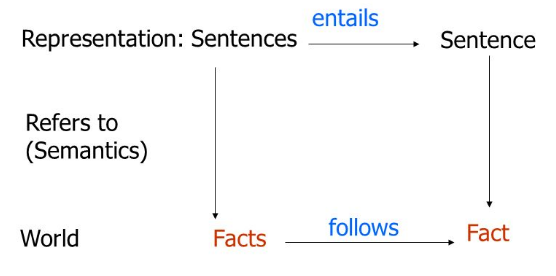 entails
Representation: Sentences Sentence
Refers to
(Semantics)
follows
World Facts Fact